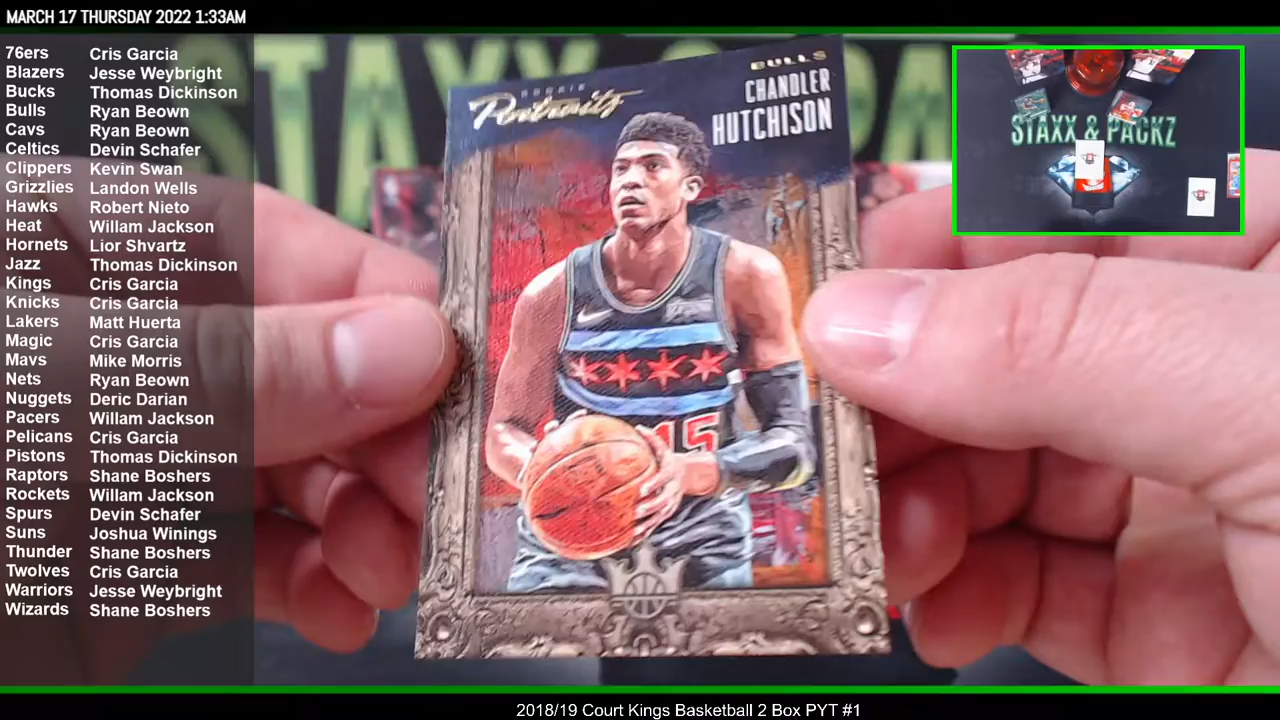 MARCH 17 THURSDAY 2022 1:33AM
76ers Cris Garcia
Blazers Jesse Weybright
Bucks Thomas Dickinson
Bulls Ryan Beown
Cavs Ryan Beown
Celtics Devin Schafer
Clippers Kevin Swan
Grizzlies Landon Wells
Hawks Robert Nieto
Heat Willam Jackson
Hornets Lior Shvartz
Jazz Thomas Dickinson
Kings Cris Garcia
Knicks Cris Garcia
Lakers Matt Huerta
Magic Cris Garcia
Mavs Mike Morris
Nets Ryan Beown
Nuggets Deric Darian
Pacers Willam Jackson
Pelicans Cris Garcia
Pistons Thomas Dickinson
Raptors Shane Boshers
Rockets Willam Jackson
Spurs Devin Schafer
Suns Joshua Winings
Thunder Shane Boshers
Twolves Cris Garcia
Warriors Jesse Weybright
Wizards Shane Boshers
ROOKIE
Portraits
BULLS
CHANDLER
HUTCHISON
15
STAXX & PACKZ
2018/19 Court Kings Basketball 2 Box PYT #1